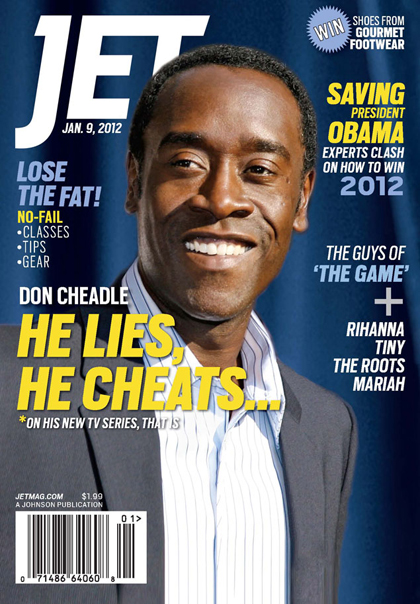 JET
JAN. 9, 2012
WIN
SHOES FROM
GOURMET
FOOTWEAR
SAVING
PRESIDENT
OBAMA
EXPERTS CLASH
ON HOW TO WIN
2012
LOSE
THE FAT!
NO-FAIL
•CLASSES
•TIPS
•GEAR
THE GUYS OF
‘THE GAME’
+
RIHANNA
TINY
THE ROOTS
MARIAH
DON CHEADLE
HE LIES,
HE CHEATS...
*ON HIS NEW TV SERIES, THAT IS
JETMAG.COM $1.99
A JOHNSON PUBLICATION
01>
0 71486 64060 8